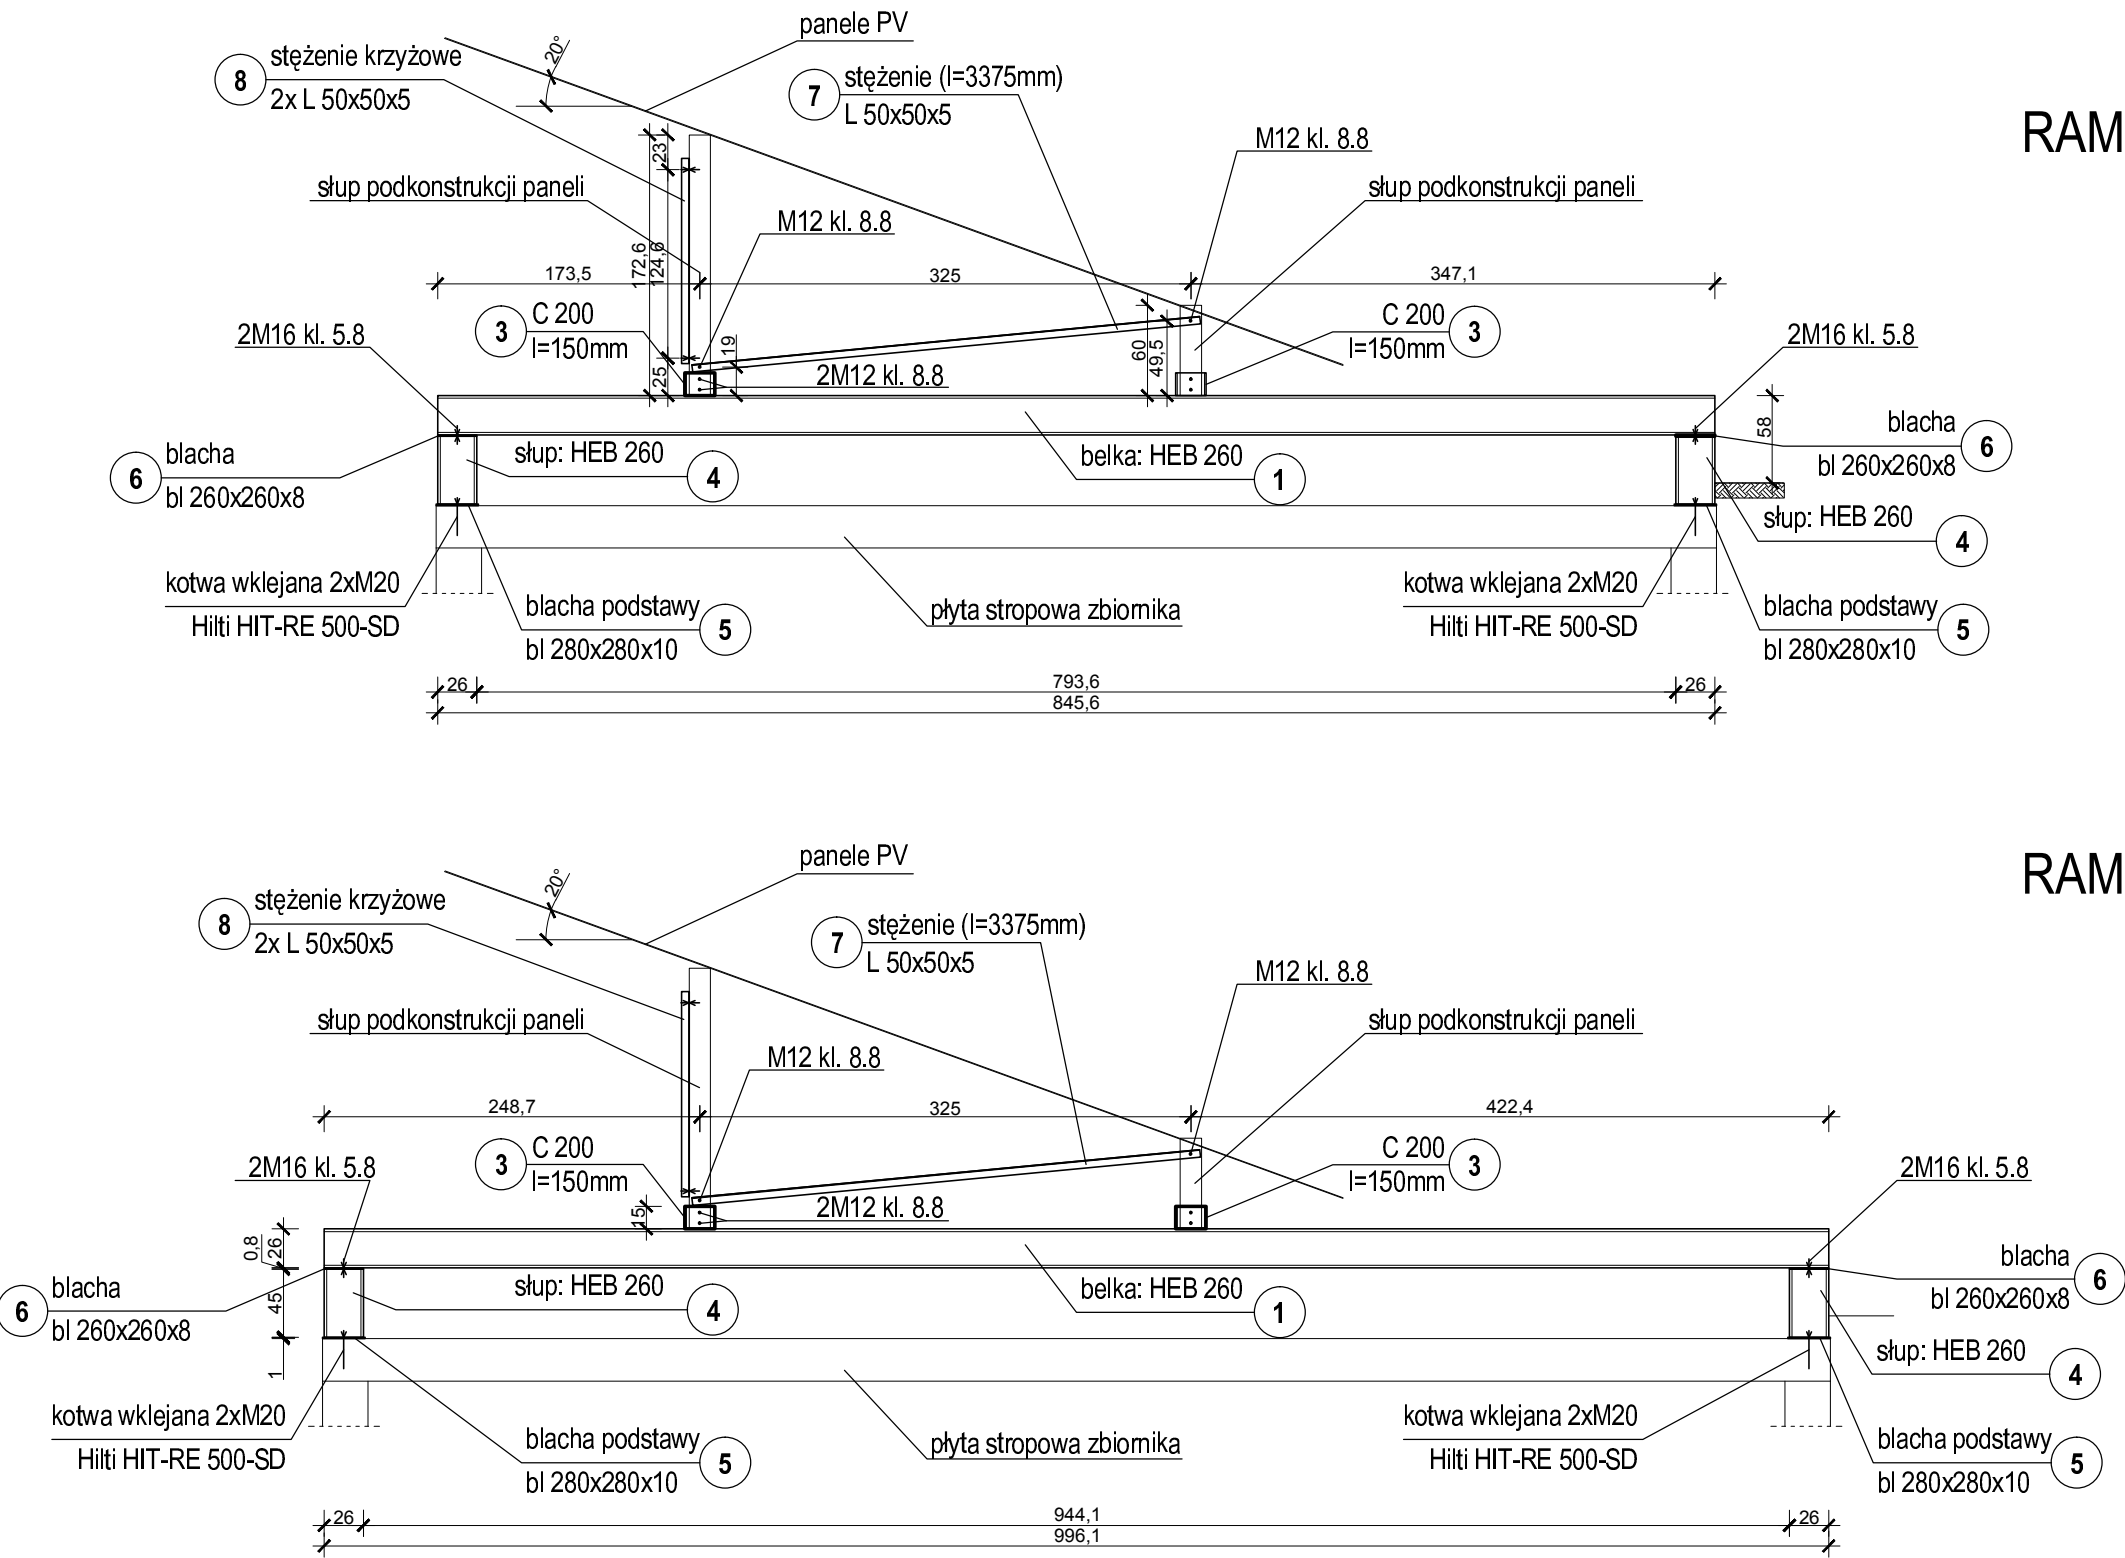 panele PV
20°
8
stężenie krzyżowe
2x L 50x50x5
7
stężenie (l=3375mm)
L 50x50x5
RAM
M12 kl. 8.8
23
słup podkonstrukcji paneli
słup podkonstrukcji paneli
M12 kl. 8.8
172,6
124,6
173,5
325
347,1
3
C 200
l=150mm
C 200
l=150mm
3
2M16 kl. 5.8
2M16 kl. 5.8
19
60
49,5
25
2M12 kl. 8.8
58
6
blacha
bl 260x260x8
słup: HEB 260
4
belka: HEB 260
1
blacha
bl 260x260x8
6
słup: HEB 260
4
kotwa wklejana 2xM20
Hilti HIT-RE 500-SD
blacha podstawy
bl 280x280x10
5
płyta stropowa zbiornika
kotwa wklejana 2xM20
Hilti HIT-RE 500-SD
blacha podstawy
bl 280x280x10
5
26
793,6
26
845,6
panele PV
20°
8
stężenie krzyżowe
2x L 50x50x5
7
stężenie (l=3375mm)
L 50x50x5
RAM
M12 kl. 8.8
słup podkonstrukcji paneli
słup podkonstrukcji paneli
M12 kl. 8.8
248,7
325
422,4
3
C 200
l=150mm
C 200
l=150mm
3
2M16 kl. 5.8
2M16 kl. 5.8
15
2M12 kl. 8.8
0,8
26
45
1
6
blacha
bl 260x260x8
słup: HEB 260
4
belka: HEB 260
1
blacha
bl 260x260x8
6
słup: HEB 260
4
kotwa wklejana 2xM20
Hilti HIT-RE 500-SD
blacha podstawy
bl 280x280x10
5
płyta stropowa zbiornika
kotwa wklejana 2xM20
Hilti HIT-RE 500-SD
blacha podstawy
bl 280x280x10
5
26
944,1
26
996,1